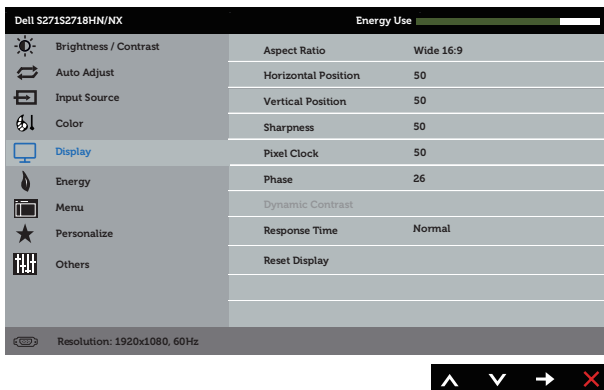 Dell S271S2718HN/NX Energy Use
Brightness / Contrast
Auto Adjust
Input Source
Color
Display
Energy
Menu
Personalize
Others
Aspect Ratio Wide 16:9
Horizontal Position 50
Vertical Position 50
Sharpness 50
Pixel Clock 50
Phase 26
Dynamic Contrast
Response Time Normal
Reset Display
Resolution: 1920x1080, 60Hz